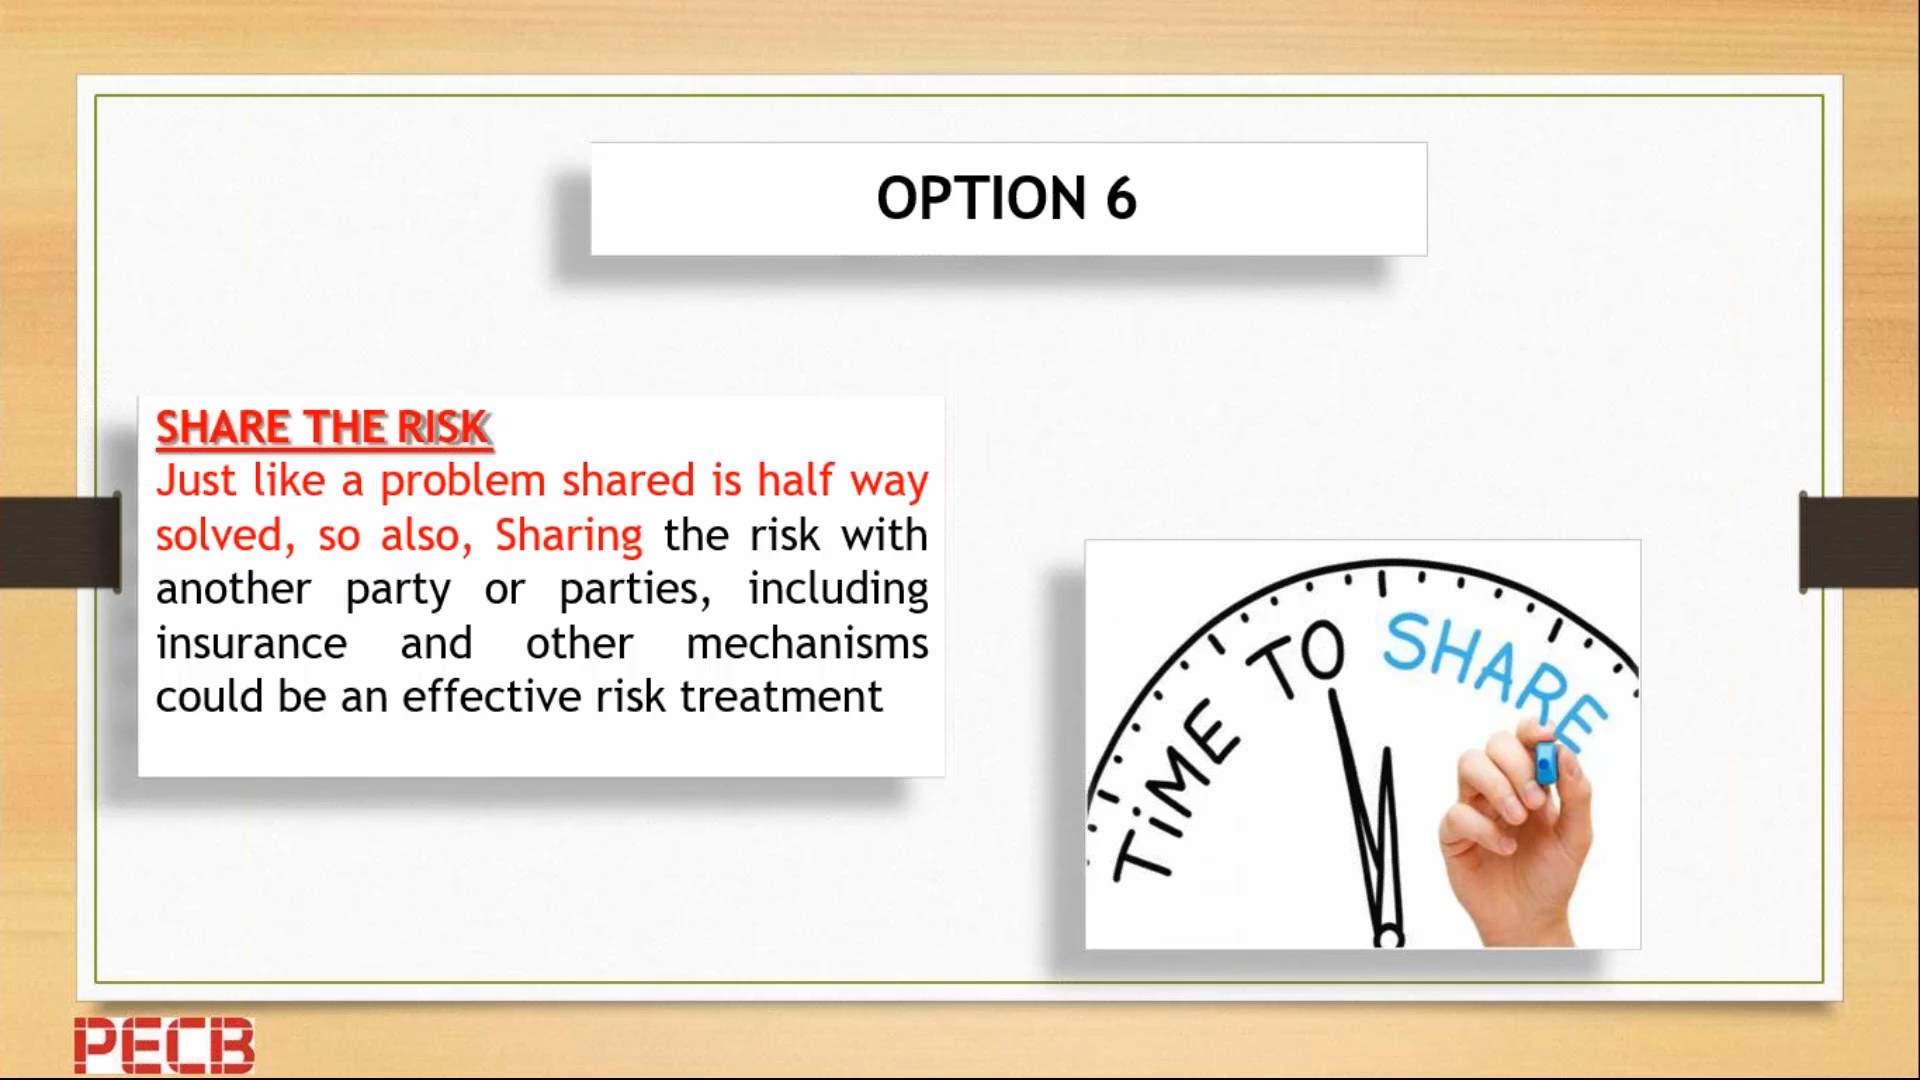 OPTION 6
SHARE THE RISK
Just like a problem shared is half way
solved, so also, Sharing the risk with
another party or parties, including
insurance and other mechanisms
could be an effective risk treatment
TiME TO SHARE
PECB